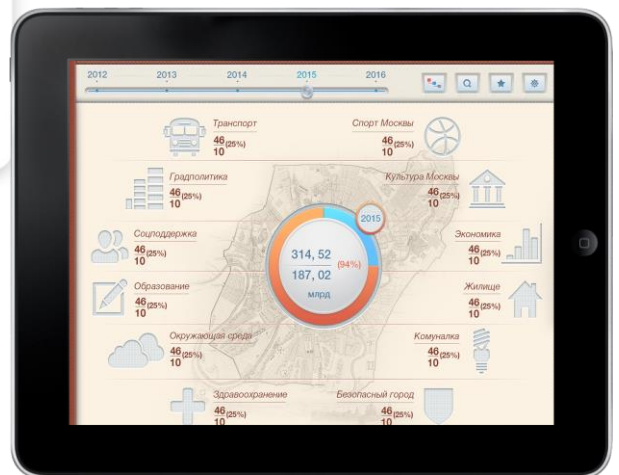 2012 2013 2014 2015 2016
Транспорт
46 (25%)
10
Спорт Москвы
46 (25%)
10
Градполитика
46 (25%)
10
Культура Москвы
46 (25%)
10
2015
Соцподдержка
46 (25%)
10
314, 52
187, 02
(94%)
млрд
Экономика
46 (25%)
10
Образование
46 (25%)
10
Жилище
46 (25%)
10
Окружающая среда
46 (25%)
10
Комуналка
46 (25%)
10
Здравоохранение
46 (25%)
10
Безопасный город
46 (25%)
10